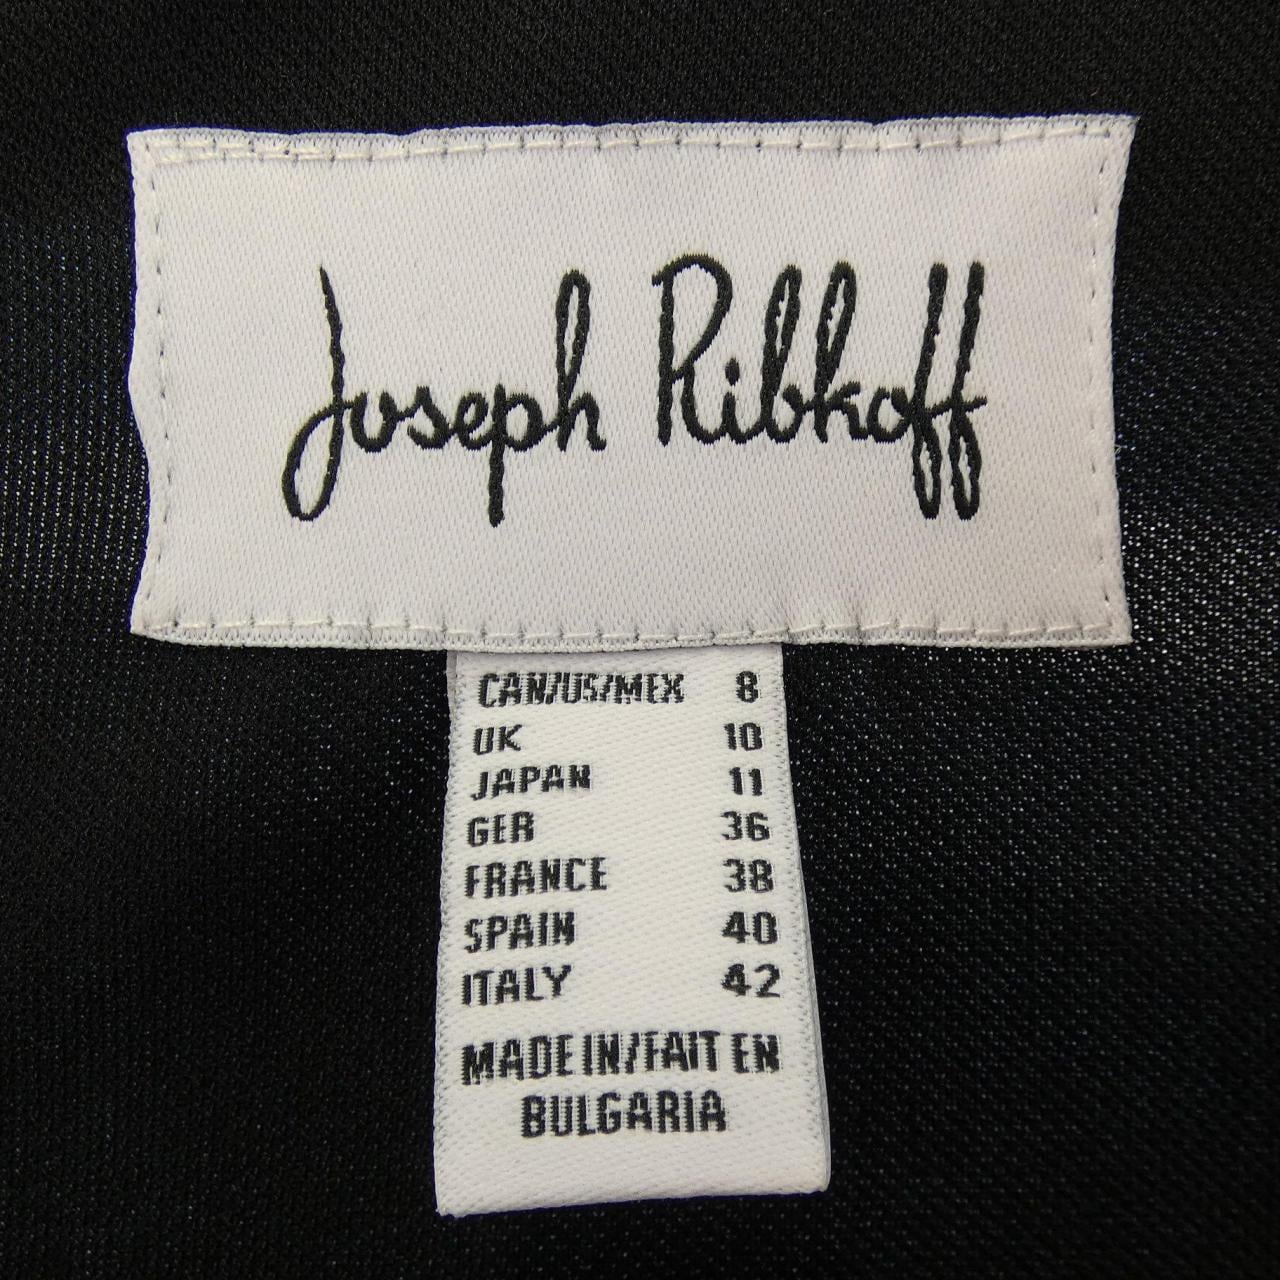 Joseph Ribkoff
CAN/US/MEX 8
UK 10
JAPAN 11
GER 36
FRANCE 38
SPAIN 40
ITALY 42
MADE IN/FAIT EN
BULGARIA